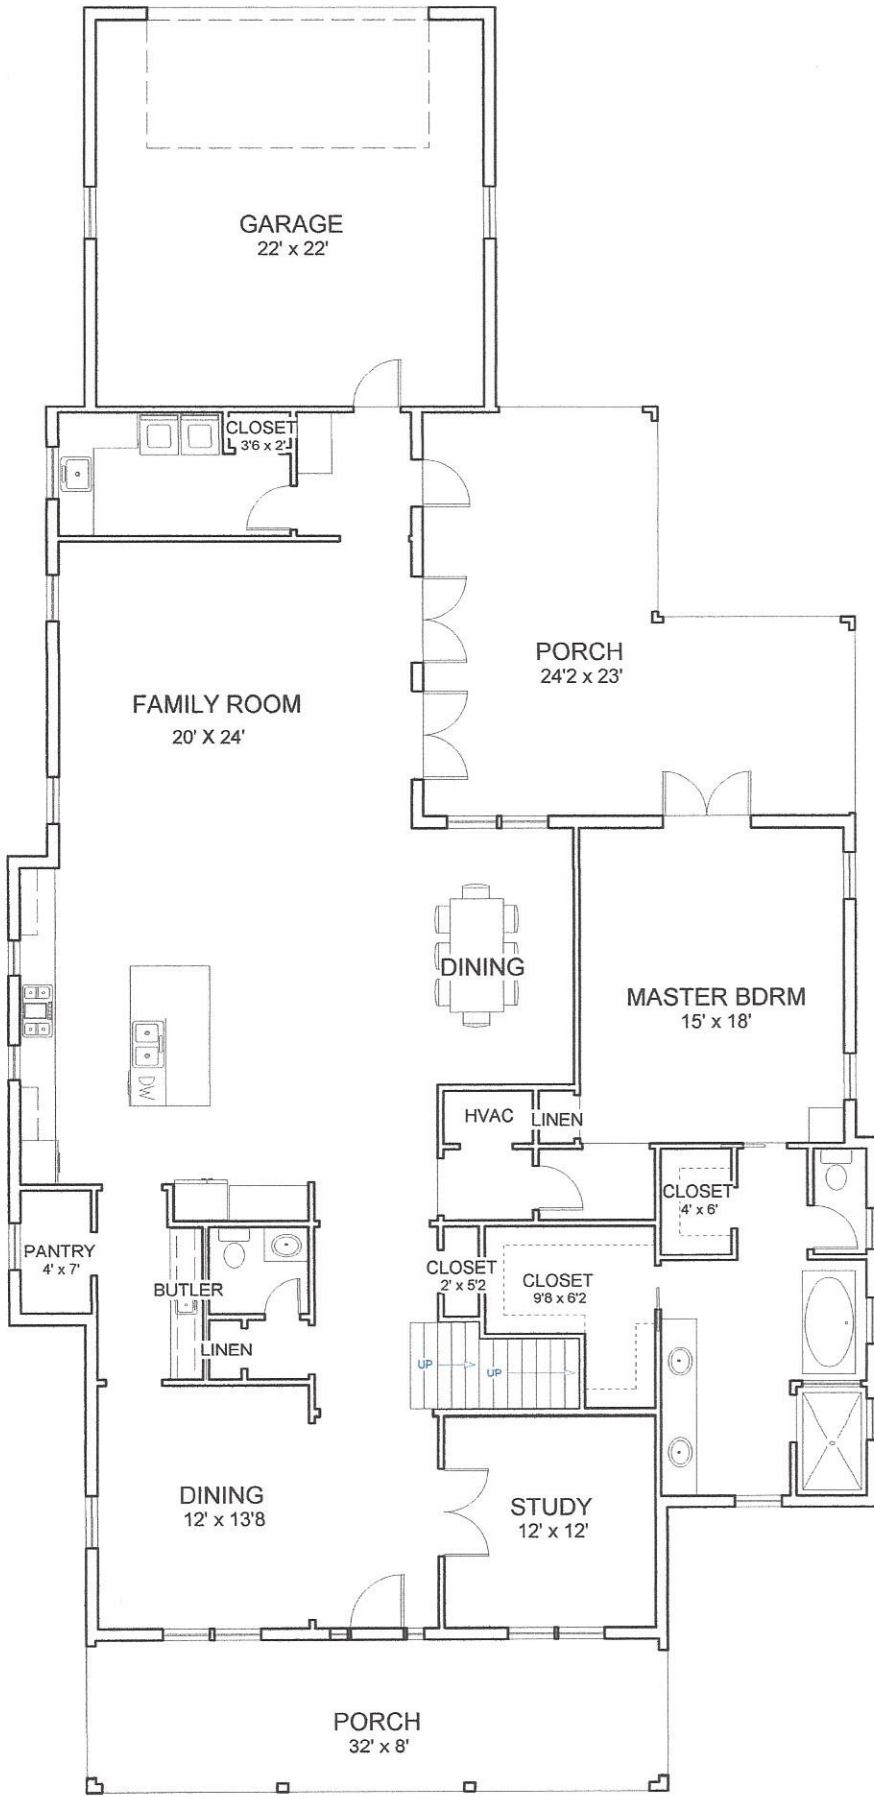 GARAGE
22' x 22'
CLOSET
3'6 x 2'
PORCH
24'2 x 23'
FAMILY ROOM
20' X 24'
DINING
MASTER BDRM
15' x 18'
DW
HVAC
LINEN
CLOSET
4' x 6'
PANTRY
4' x 7'
BUTLER
CLOSET
2' x 5'2
CLOSET
9'8 x 6'2
LINEN
UP
UP
DINING
12' x 13'8
STUDY
12' x 12'
PORCH
32' x 8'